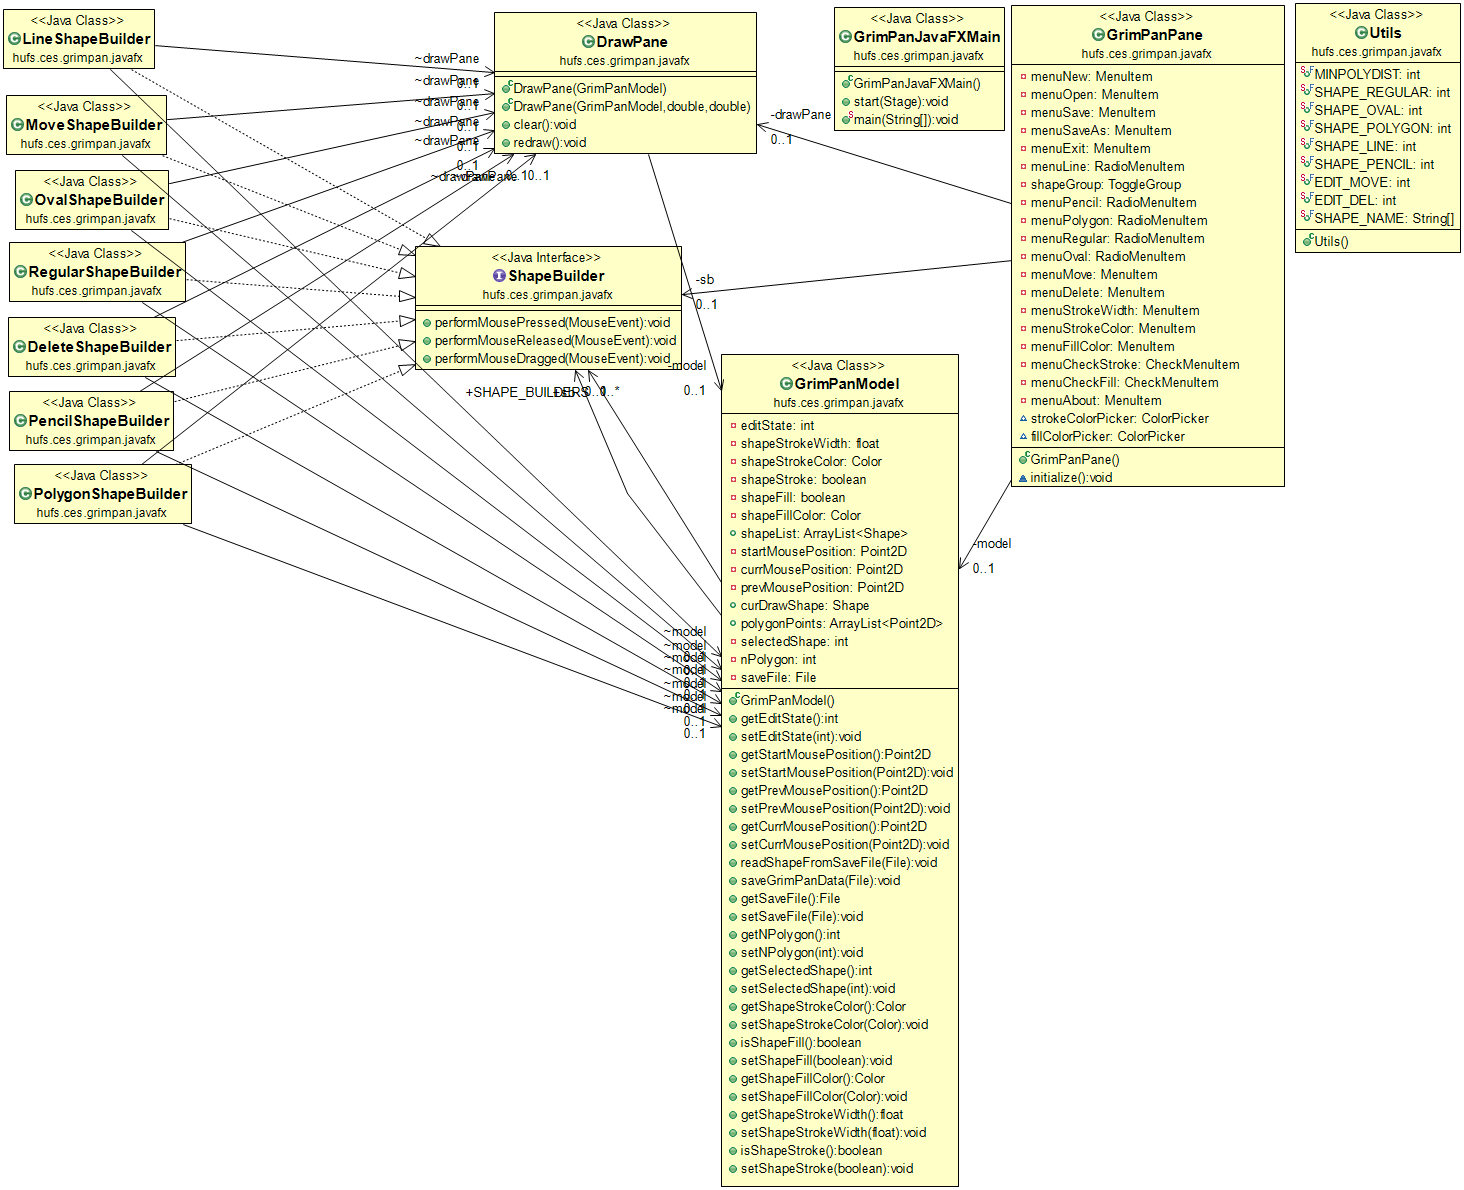 <<Java Class>>
LineShapeBuilder
hufs.ces.grimpan.javafx
<<Java Class>>
MoveShapeBuilder
hufs.ces.grimpan.javafx
<<Java Class>>
OvalShapeBuilder
hufs.ces.grimpan.javafx
<<Java Class>>
RegularShapeBuilder
hufs.ces.grimpan.javafx
<<Java Class>>
DeleteShapeBuilder
hufs.ces.grimpan.javafx
<<Java Class>>
PencilShapeBuilder
hufs.ces.grimpan.javafx
<<Java Class>>
PolygonShapeBuilder
hufs.ces.grimpan.javafx
~drawPane
0..1
~drawPane
0..1
~drawPane
0..1
~drawPane
0..1
~drawPane
0..1
~drawPane
0..1
~drawPane
0..1
<<Java Class>>
DrawPane
hufs.ces.grimpan.javafx
DrawPane(GrimPanModel)
DrawPane(GrimPanModel,double,double)
clear():void
redraw():void
<<Java Interface>>
ShapeBuilder
hufs.ces.grimpan.javafx
performMousePressed(MouseEvent):void
performMouseReleased(MouseEvent):void
performMouseDragged(MouseEvent):void
+SHAPE_BUILDERS
0..*
+sb
0..1
-drawPane
0..1
-sb
0..1
-model
0..1
<<Java Class>>
GrimPanJavaFXMain
hufs.ces.grimpan.javafx
GrimPanJavaFXMain()
start(Stage):void
main(String[]):void
<<Java Class>>
GrimPanModel
hufs.ces.grimpan.javafx
editState: int
shapeStrokeWidth: float
shapeStrokeColor: Color
shapeStroke: boolean
shapeFill: boolean
shapeFillColor: Color
shapeList: ArrayList<Shape>
startMousePosition: Point2D
currMousePosition: Point2D
prevMousePosition: Point2D
curDrawShape: Shape
polygonPoints: ArrayList<Point2D>
selectedShape: int
nPolygon: int
saveFile: File
GrimPanModel()
getEditState():int
setEditState(int):void
getStartMousePosition():Point2D
setStartMousePosition(Point2D):void
getPrevMousePosition():Point2D
setPrevMousePosition(Point2D):void
getCurrMousePosition():Point2D
setCurrMousePosition(Point2D):void
readShapeFromSaveFile(File):void
saveGrimPanData(File):void
getSaveFile():File
setSaveFile(File):void
getNPolygon():int
setNPolygon(int):void
getSelectedShape():int
setSelectedShape(int):void
getShapeStrokeColor():Color
setShapeStrokeColor(Color):void
isShapeFill():boolean
setShapeFill(boolean):void
getShapeFillColor():Color
setShapeFillColor(Color):void
getShapeStrokeWidth():float
setShapeStrokeWidth(float):void
isShapeStroke():boolean
setShapeStroke(boolean):void
~model
0..1
~model
0..1
~model
0..1
~model
0..1
~model
0..1
~model
0..1
~model
0..1
<<Java Class>>
GrimPanPane
hufs.ces.grimpan.javafx
menuNew: MenuItem
menuOpen: MenuItem
menuSave: MenuItem
menuSaveAs: MenuItem
menuExit: MenuItem
menuLine: RadioMenuItem
shapeGroup: ToggleGroup
menuPencil: RadioMenuItem
menuPolygon: RadioMenuItem
menuRegular: RadioMenuItem
menuOval: RadioMenuItem
menuMove: MenuItem
menuDelete: MenuItem
menuStrokeWidth: MenuItem
menuStrokeColor: MenuItem
menuFillColor: MenuItem
menuCheckStroke: CheckMenuItem
menuCheckFill: CheckMenuItem
menuAbout: MenuItem
strokeColorPicker: ColorPicker
fillColorPicker: ColorPicker
GrimPanPane()
initialize():void
-model
0..1
<<Java Class>>
Utils
hufs.ces.grimpan.javafx
MINPOLYDIST: int
SHAPE_REGULAR: int
SHAPE_OVAL: int
SHAPE_POLYGON: int
SHAPE_LINE: int
SHAPE_PENCIL: int
EDIT_MOVE: int
EDIT_DEL: int
SHAPE_NAME: String[]
Utils()